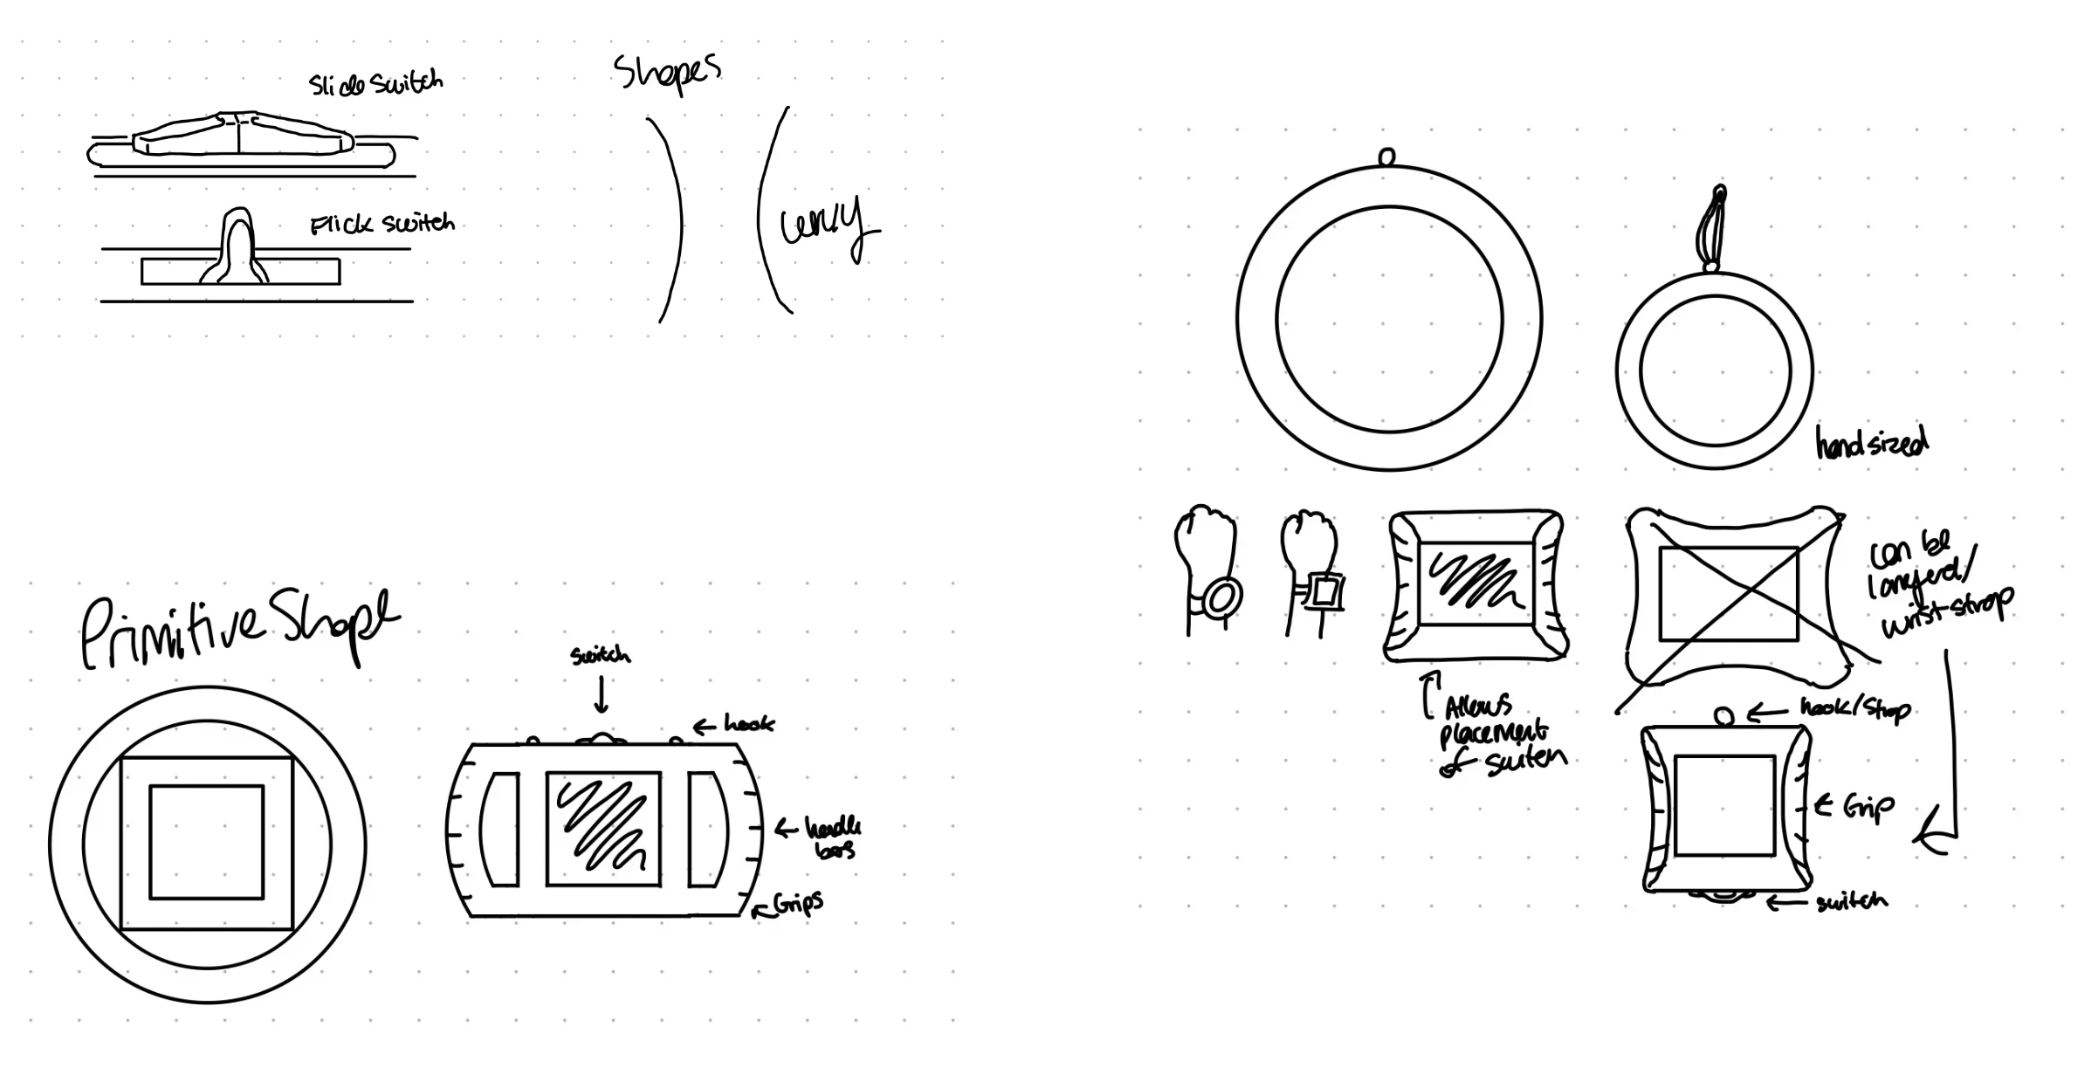 Slide Switch
Flick Switch
Shapes
Curvy
Primitive Shape
switch
hook
handle
bars
Grips
hand sized
can be
lanyard/
wrist-strap
Allows
placement
of switch
hook/strap
Grip
switch